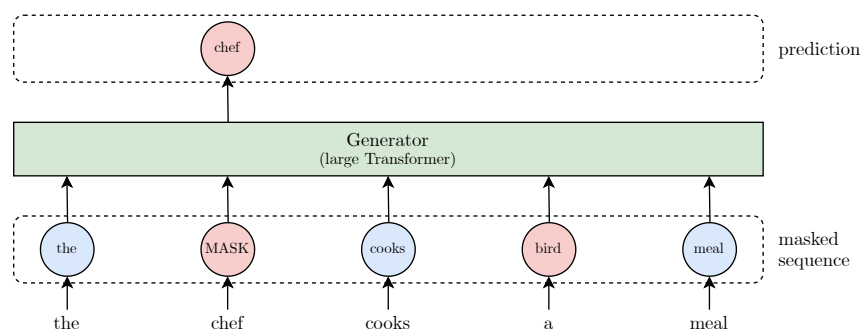 chef
prediction
Generator
(large Transformer)
the MASK cooks bird meal
masked
sequence
the chef cooks a meal